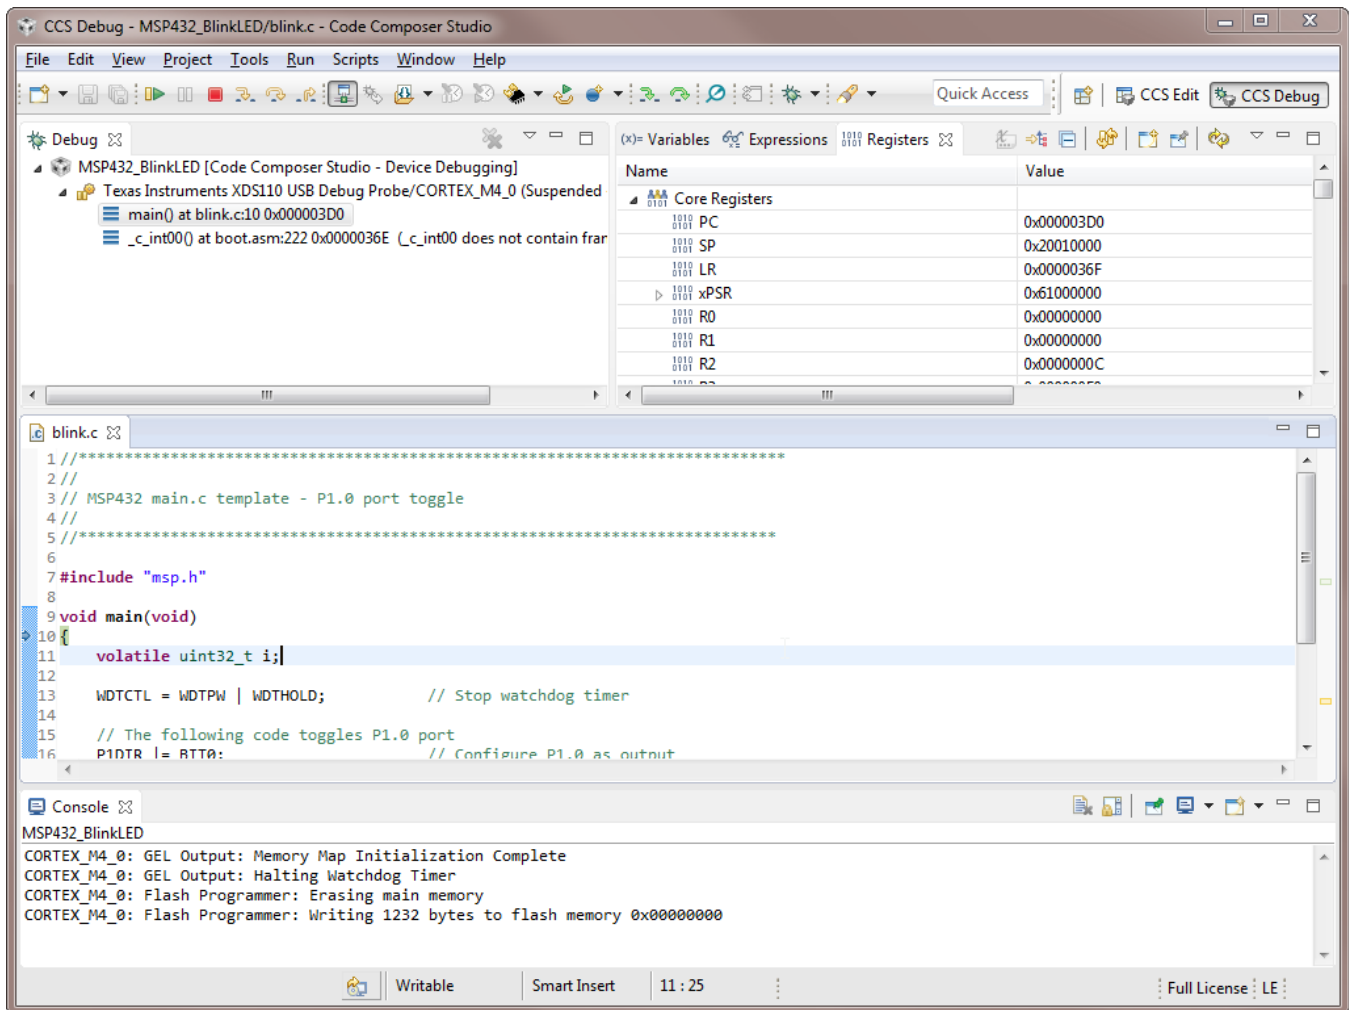 CCS Debug - MSP432_BlinkLED/blink.c - Code Composer Studio
File Edit View Project Tools Run Scripts Window Help
Quick Access CCS Edit CCS Debug
Debug
MSP432_BlinkLED [Code Composer Studio - Device Debugging]
Texas Instruments XDS110 USB Debug Probe/CORTEX_M4_0 (Suspended
main() at blink.c:10 0x000003D0
_c_int00() at boot.asm:222 0x0000036E (_c_int00 does not contain frar
(x)= Variables Expressions Registers
Name Value
Core Registers
PC 0x000003D0
SP 0x20010000
LR 0x0000036F
xPSR 0x61000000
R0 0x00000000
R1 0x00000000
R2 0x0000000C
blink.c
1 //*****************************************************************************
2 //
3 // MSP432 main.c template - P1.0 port toggle
4 //
5 //****************************************************************************
6
7 #include "msp.h"
8
9 void main(void)
10 {
11 volatile uint32_t i;
12
13 WDTCTL = WDTPW | WDTHOLD; // Stop watchdog timer
14
15 // The following code toggles P1.0 port
16 P1DIR |= BIT0; // Configure P1.0 as output
Console
MSP432_BlinkLED
CORTEX_M4_0: GEL Output: Memory Map Initialization Complete
CORTEX_M4_0: GEL Output: Halting Watchdog Timer
CORTEX_M4_0: Flash Programmer: Erasing main memory
CORTEX_M4_0: Flash Programmer: Writing 1232 bytes to flash memory 0x00000000
Writable Smart Insert 11 : 25 Full License LE